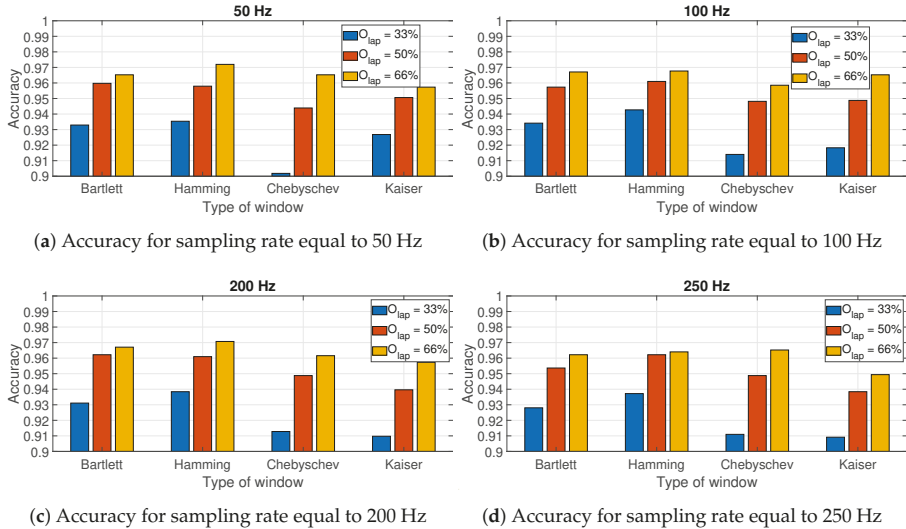 50 Hz
1
0.99
0.98
0.97
0.96
0.95
0.94
0.93
0.92
0.91
0.9
Accuracy
O_lap = 33%
O_lap = 50%
O_lap = 66%
Bartlett Hamming Chebyschev Kaiser
Type of window
(a) Accuracy for sampling rate equal to 50 Hz
100 Hz
1
0.99
0.98
0.97
0.96
0.95
0.94
0.93
0.92
0.91
0.9
Accuracy
O_lap = 33%
O_lap = 50%
O_lap = 66%
Bartlett Hamming Chebyschev Kaiser
Type of window
(b) Accuracy for sampling rate equal to 100 Hz
200 Hz
1
0.99
0.98
0.97
0.96
0.95
0.94
0.93
0.92
0.91
0.9
Accuracy
O_lap = 33%
O_lap = 50%
O_lap = 66%
Bartlett Hamming Chebyschev Kaiser
Type of window
(c) Accuracy for sampling rate equal to 200 Hz
250 Hz
1
0.99
0.98
0.97
0.96
0.95
0.94
0.93
0.92
0.91
0.9
Accuracy
O_lap = 33%
O_lap = 50%
O_lap = 66%
Bartlett Hamming Chebyschev Kaiser
Type of window
(d) Accuracy for sampling rate equal to 250 Hz